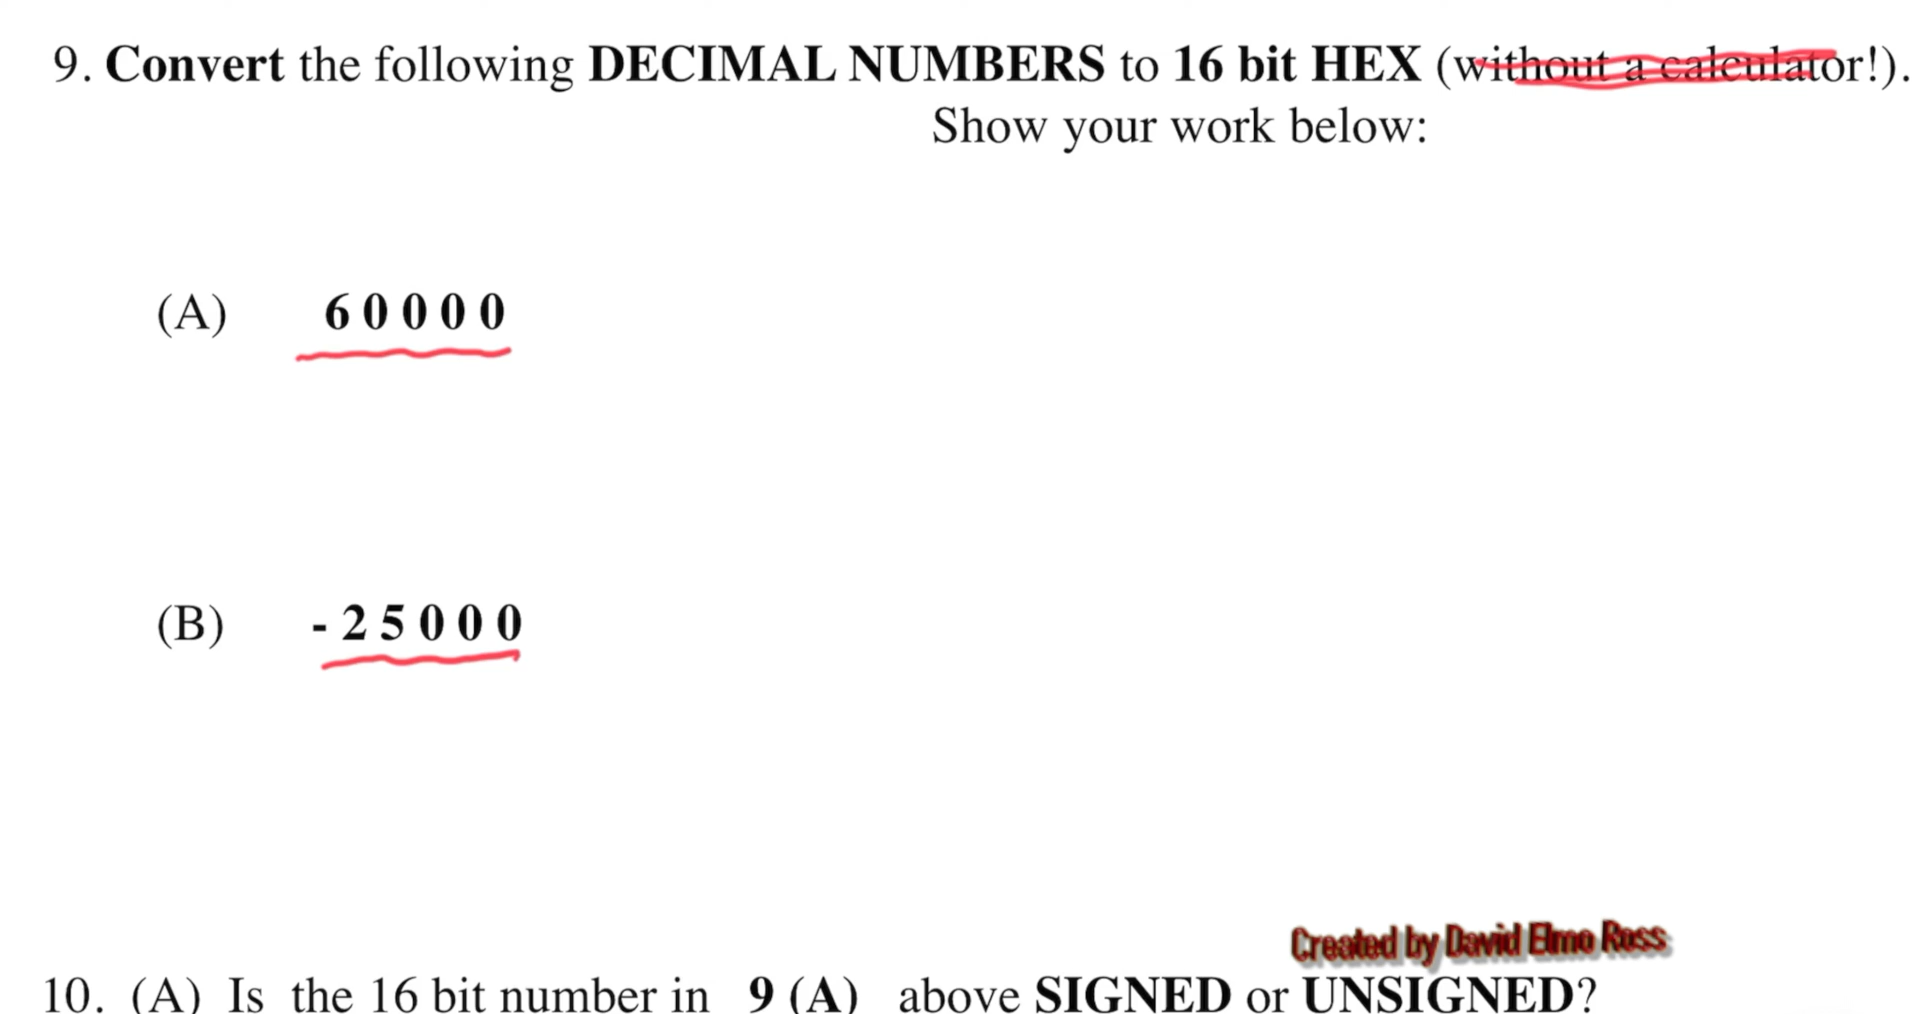 9. Convert the following DECIMAL NUMBERS to 16 bit HEX (without a calculator!).
Show your work below:
(A) 60000
(B) -25000
Created by David Elmo Ross
10. (A) Is the 16 bit number in 9 (A) above SIGNED or UNSIGNED?